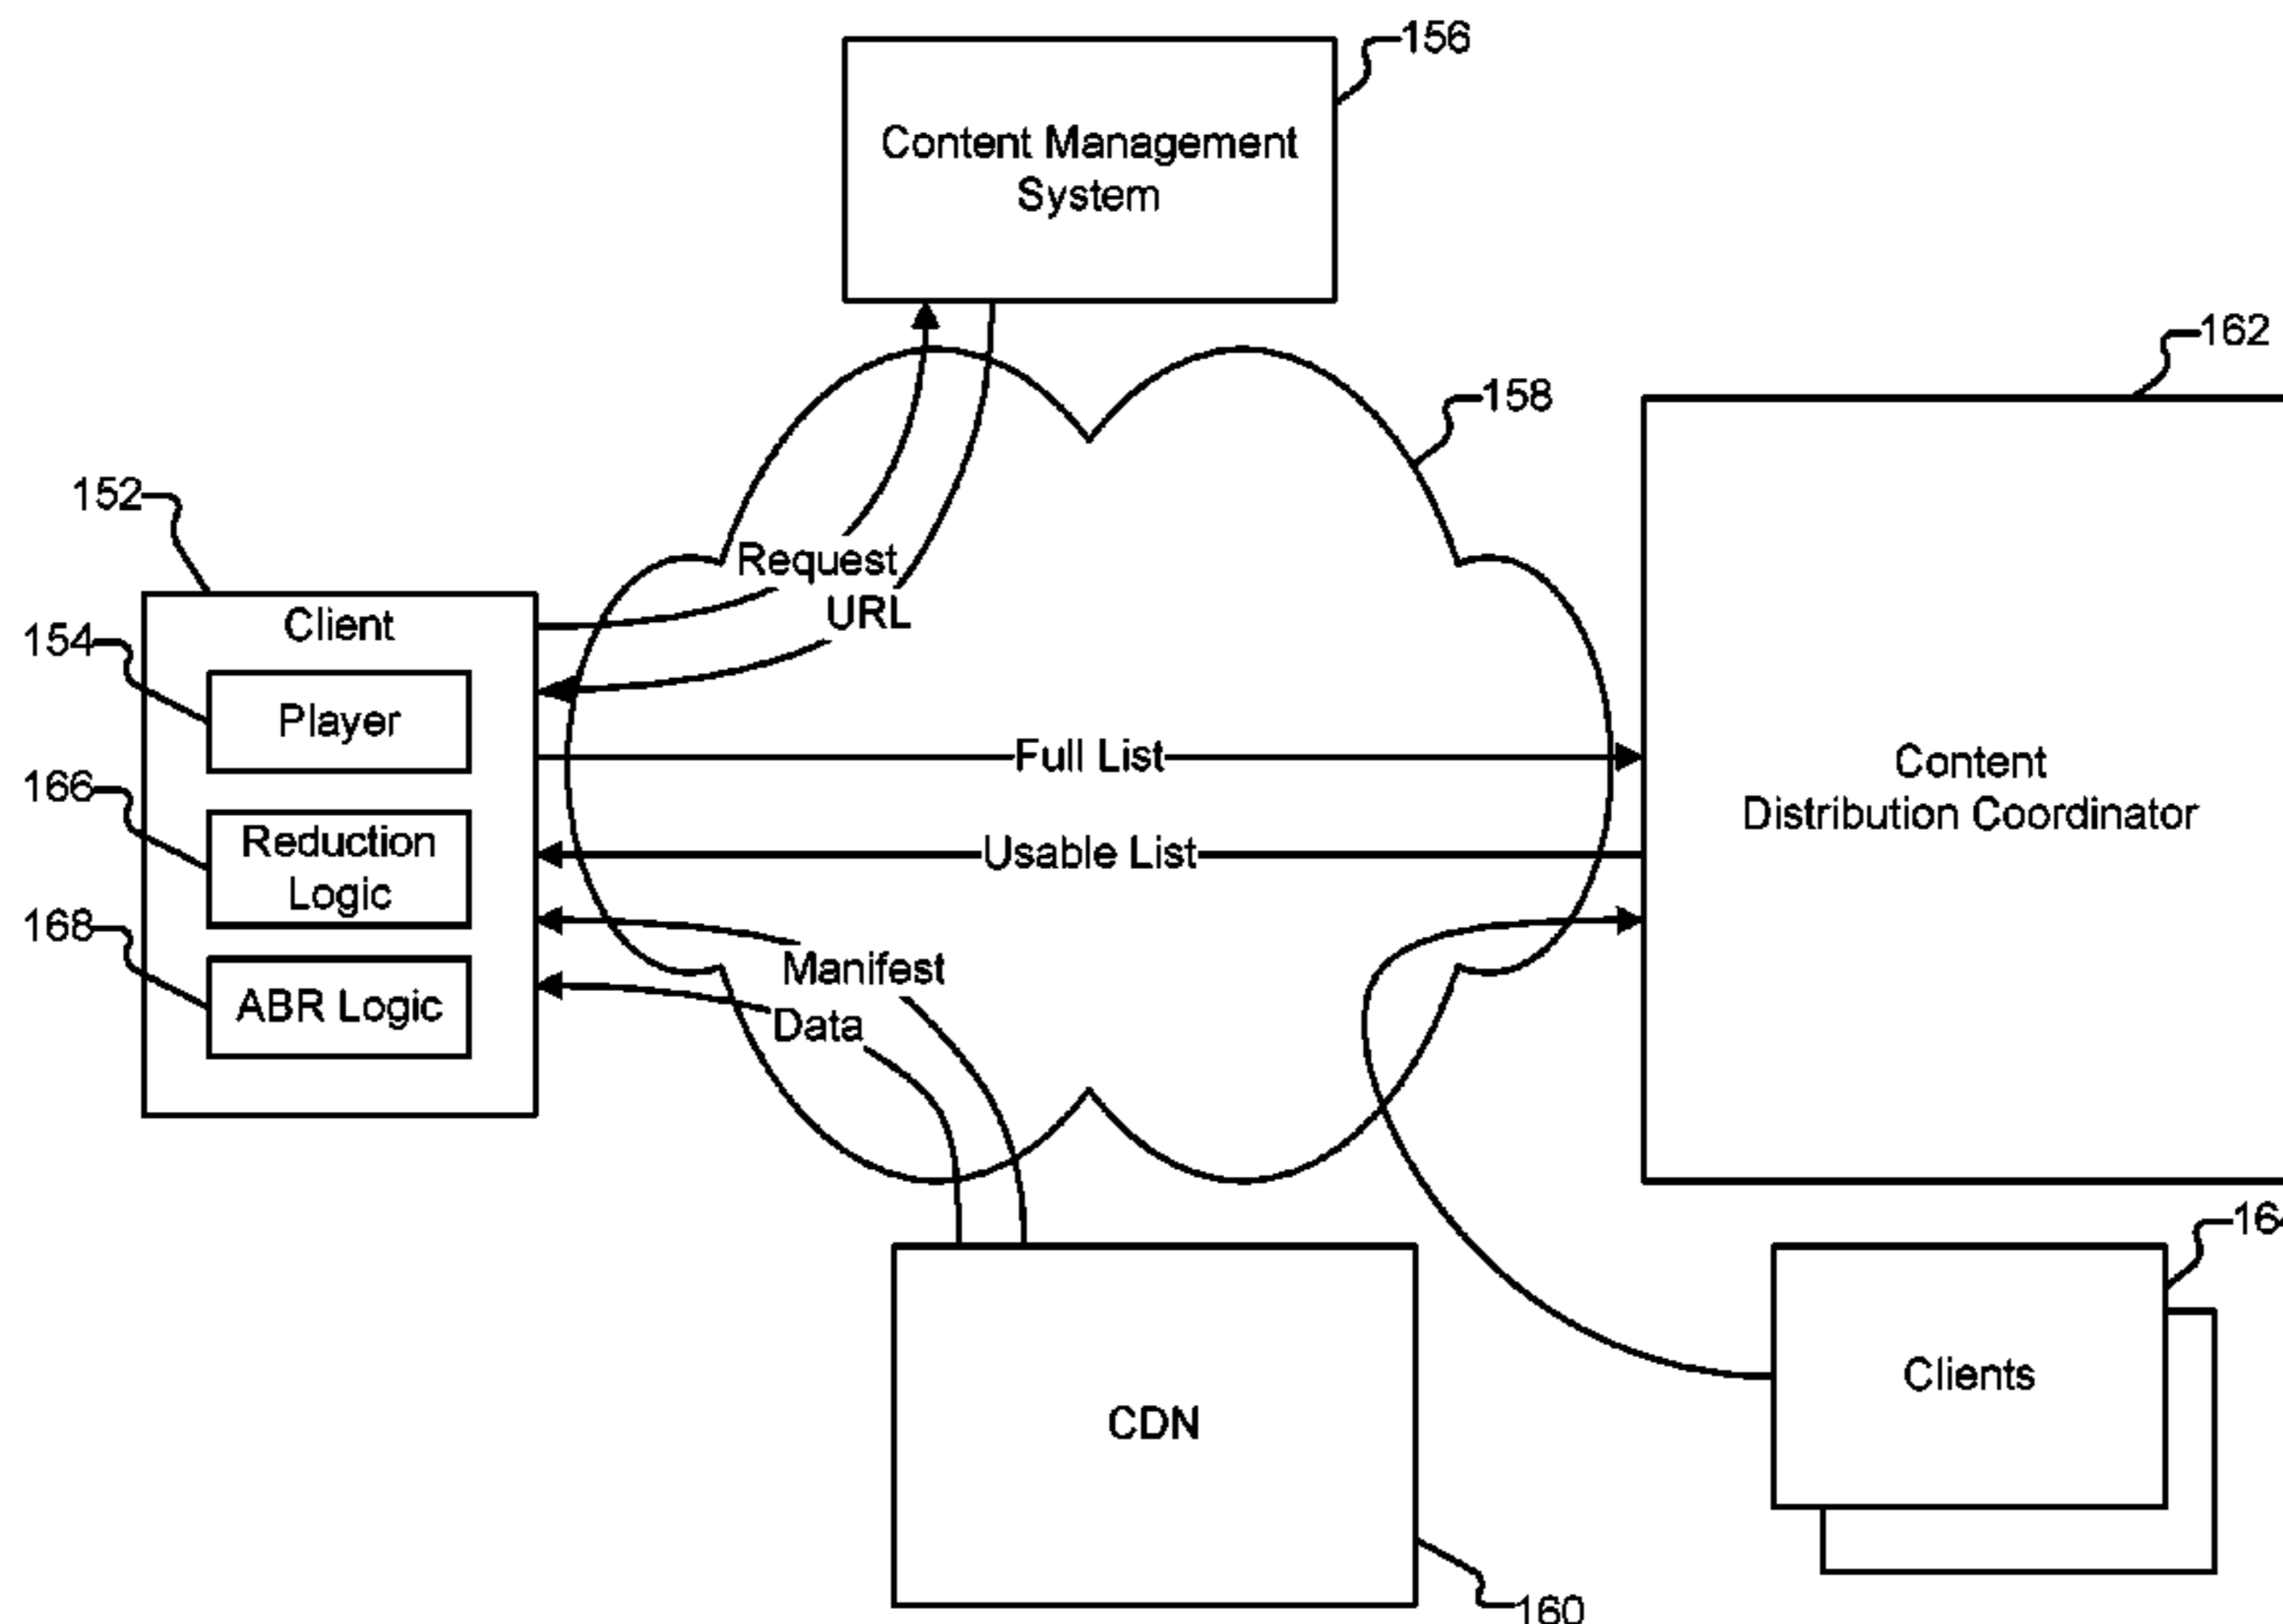 156
Content Management
System
162
158
152
Request
URL
Client
154
Player
Full List
Content
Distribution Coordinator
166
Reduction
Logic
Usable List
168
Manifest
ABR Logic
Data
Clients
CDN
160